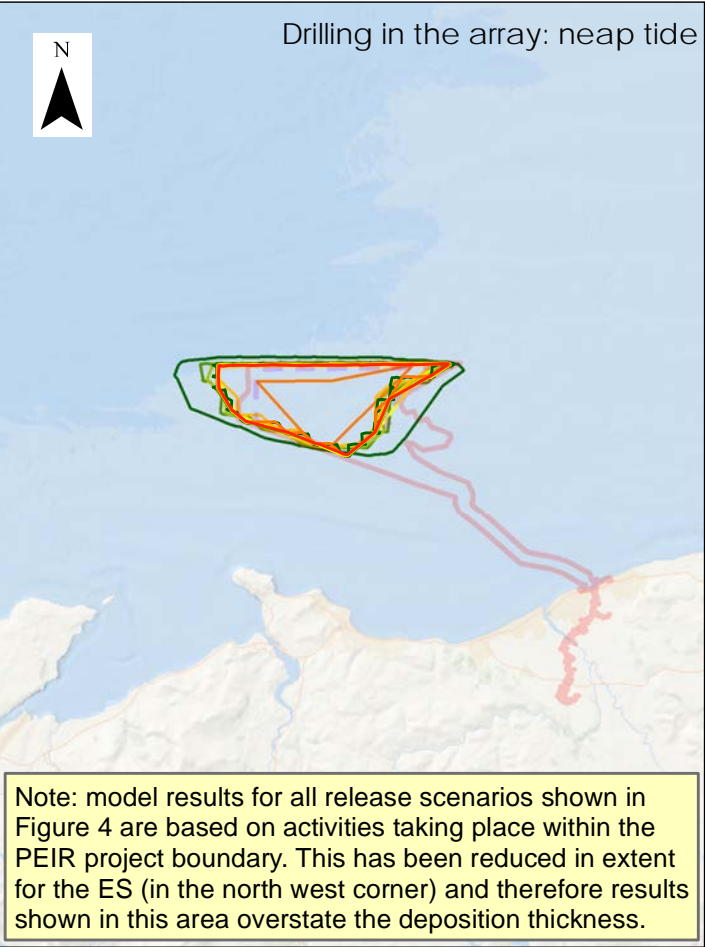 Drilling in the array: neap tide
N
Note: model results for all release scenarios shown in
Figure 4 are based on activities taking place within the
PEIR project boundary. This has been reduced in extent
for the ES (in the north west corner) and therefore results
shown in this area overstate the deposition thickness.